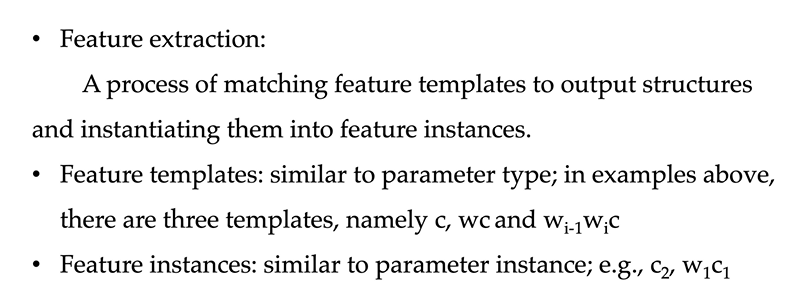 • Feature extraction:
A process of matching feature templates to output structures
and instantiating them into feature instances.
• Feature templates: similar to parameter type; in examples above,
there are three templates, namely c, wc and w_{i-1}w_ic
• Feature instances: similar to parameter instance; e.g., c_2, w_1c_1